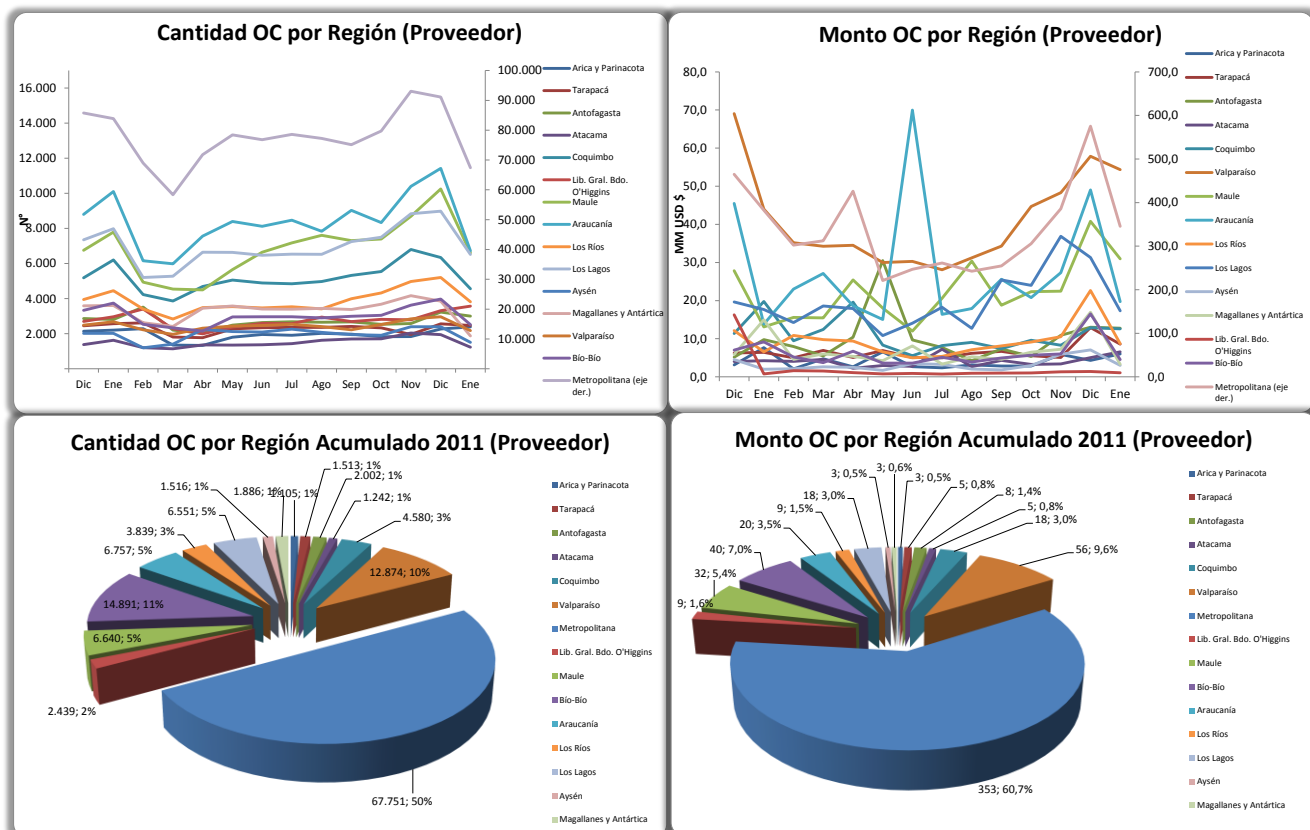 Cantidad OC por Región (Proveedor)
16.000
14.000
12.000
10.000
8.000
6.000
4.000
2.000
N°
100.000
90.000
80.000
70.000
60.000
50.000
40.000
30.000
20.000
10.000
-
Dic Ene Feb Mar Abr May Jun Jul Ago Sep Oct Nov Dic Ene
Arica y Parinacota
Tarapacá
Antofagasta
Atacama
Coquimbo
Lib. Gral. Bdo.
O'Higgins
Maule
Araucanía
Los Ríos
Los Lagos
Aysén
Magallanes y Antártica
Valparaíso
Bío-Bío
Metropolitana (eje
der.)
Monto OC por Región (Proveedor)
80,0
70,0
60,0
50,0
40,0
30,0
20,0
10,0
0,0
MM USD $
700,0
600,0
500,0
400,0
300,0
200,0
100,0
0,0
Dic Ene Feb Mar Abr May Jun Jul Ago Sep Oct Nov Dic Ene
Arica y Parinacota
Tarapacá
Antofagasta
Atacama
Coquimbo
Valparaíso
Maule
Araucanía
Los Ríos
Los Lagos
Aysén
Magallanes y Antártica
Lib. Gral. Bdo.
O'Higgins
Bío-Bío
Metropolitana (eje
der.)
Cantidad OC por Región Acumulado 2011 (Proveedor)
1.105; 1%
1.513; 1%
2.002; 1%
1.242; 1%
4.580; 3%
12.874; 10%
67.751; 50%
2.439; 2%
6.640; 5%
14.891; 11%
6.757; 5%
3.839; 3%
6.551; 5%
1.516; 1%
1.886; 1%
Arica y Parinacota
Tarapacá
Antofagasta
Atacama
Coquimbo
Valparaíso
Metropolitana
Lib. Gral. Bdo. O'Higgins
Maule
Bío-Bío
Araucanía
Los Ríos
Los Lagos
Aysén
Magallanes y Antártica
Monto OC por Región Acumulado 2011 (Proveedor)
3; 0,6%
3; 0,5%
5; 0,8%
8; 1,4%
5; 0,8%
18; 3,0%
56; 9,6%
353; 60,7%
9; 1,6%
32; 5,4%
40; 7,0%
20; 3,5%
9; 1,5%
18; 3,0%
3; 0,5%
Arica y Parinacota
Tarapacá
Antofagasta
Atacama
Coquimbo
Valparaíso
Metropolitana
Lib. Gral. Bdo. O'Higgins
Maule
Bío-Bío
Araucanía
Los Ríos
Los Lagos
Aysén
Magallanes y Antártica